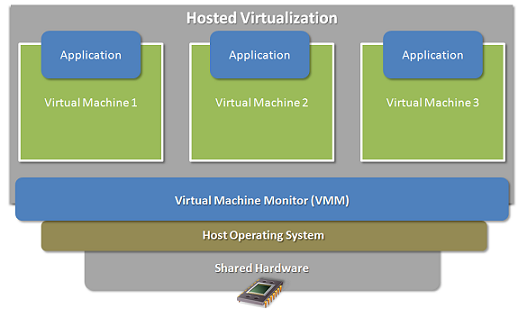 Hosted Virtualization
Application
Application
Application
Virtual Machine 1
Virtual Machine 2
Virtual Machine 3
Virtual Machine Monitor (VMM)
Host Operating System
Shared Hardware